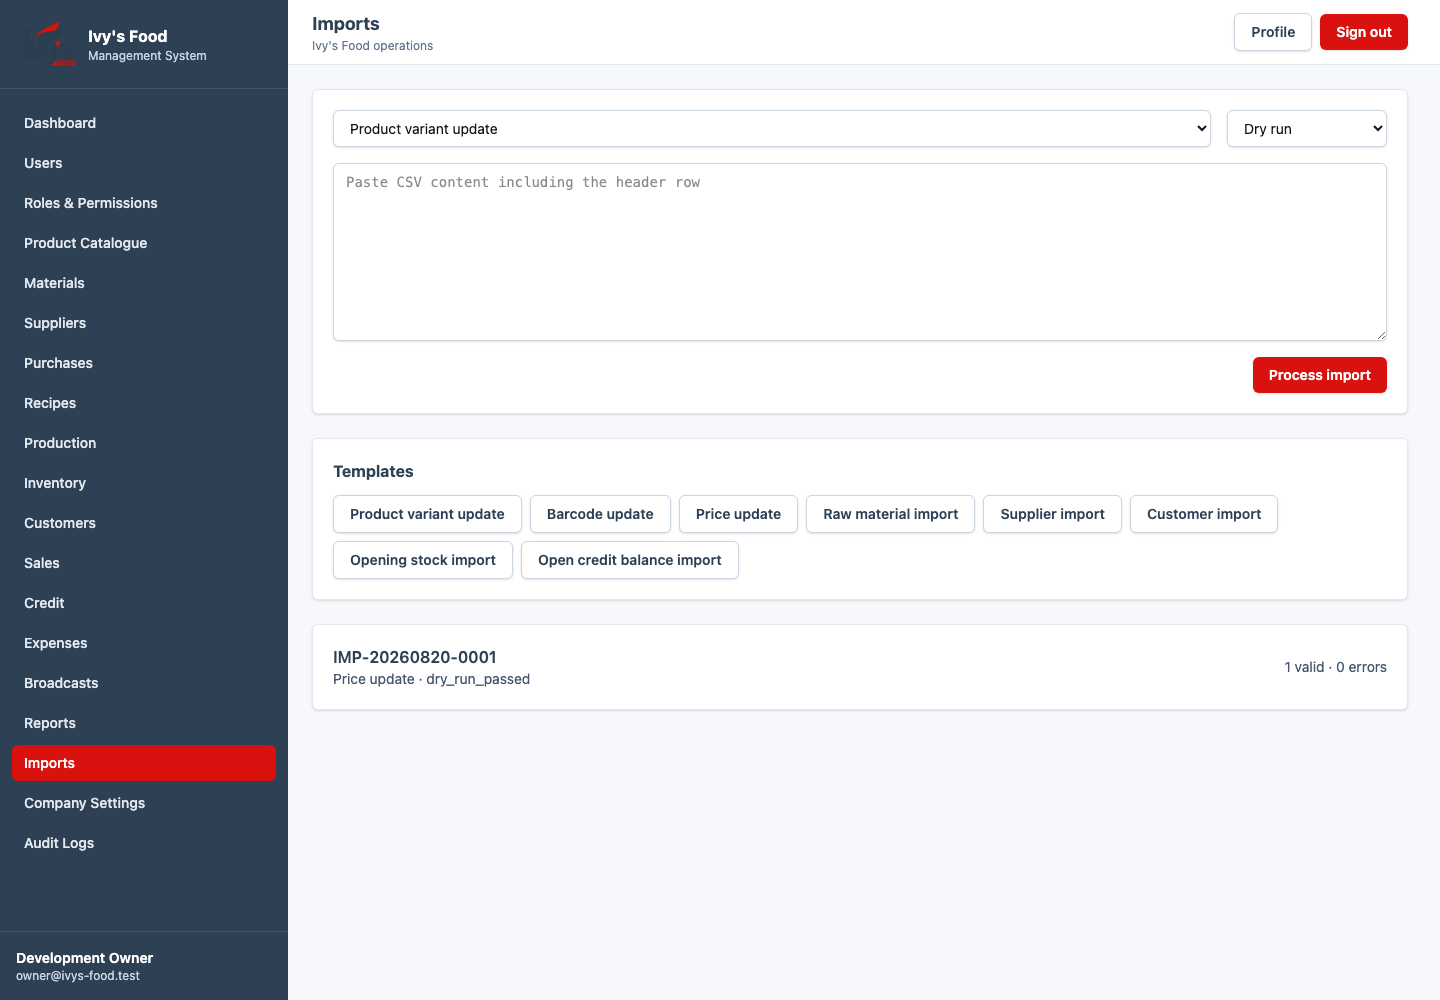 Ivy's Food
Management System
Dashboard
Users
Roles & Permissions
Product Catalogue
Materials
Suppliers
Purchases
Recipes
Production
Inventory
Customers
Sales
Credit
Expenses
Broadcasts
Reports
Imports
Company Settings
Audit Logs
Development Owner
owner@ivys-food.test
Imports
Ivy's Food operations
Profile
Sign out
Product variant update
Dry run
Paste CSV content including the header row
Process import
Templates
Product variant update
Barcode update
Price update
Raw material import
Supplier import
Customer import
Opening stock import
Open credit balance import
IMP-20260820-0001
Price update · dry_run_passed
1 valid · 0 errors